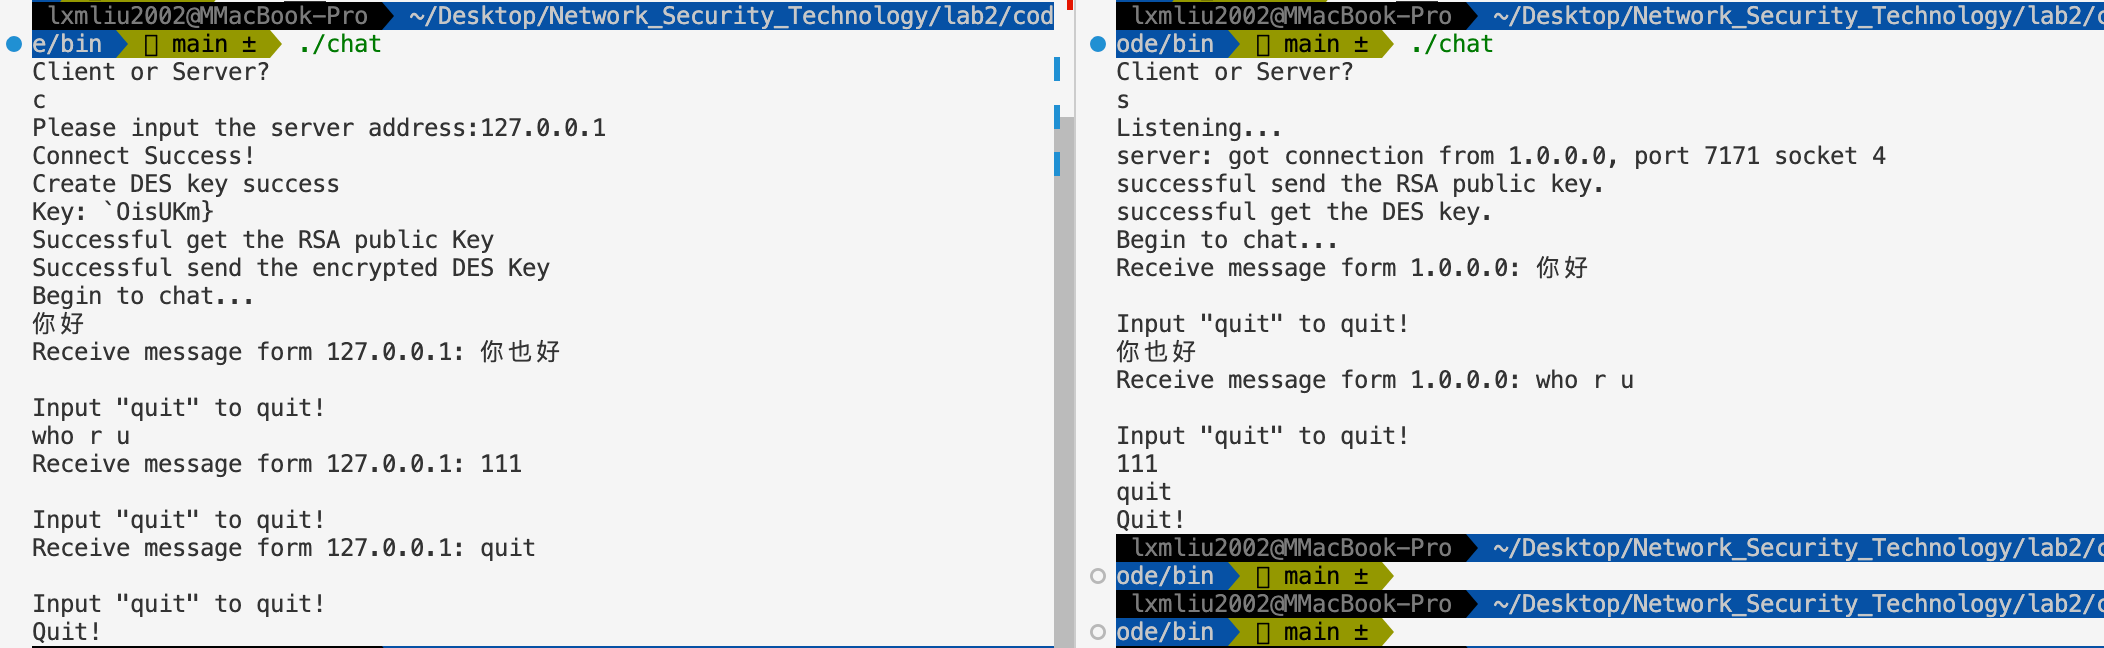 lxmliu2002@MMacBook-Pro ~/Desktop/Network_Security_Technology/lab2/cod
e/bin main ± ./chat
Client or Server?
c
Please input the server address:127.0.0.1
Connect Success!
Create DES key success
Key: `OisUKm}
Successful get the RSA public Key
Successful send the encrypted DES Key
Begin to chat...
你好
Receive message form 127.0.0.1: 你也好
Input "quit" to quit!
who r u
Receive message form 127.0.0.1: 111
Input "quit" to quit!
Receive message form 127.0.0.1: quit
Input "quit" to quit!
Quit!
lxmliu2002@MMacBook-Pro ~/Desktop/Network_Security_Technology/lab2/c
ode/bin main ± ./chat
Client or Server?
s
Listening...
server: got connection from 1.0.0.0, port 7171 socket 4
successful send the RSA public key.
successful get the DES key.
Begin to chat...
Receive message form 1.0.0.0: 你好
Input "quit" to quit!
你也好
Receive message form 1.0.0.0: who r u
Input "quit" to quit!
111
quit
Quit!
lxmliu2002@MMacBook-Pro ~/Desktop/Network_Security_Technology/lab2/c
ode/bin main ±
lxmliu2002@MMacBook-Pro ~/Desktop/Network_Security_Technology/lab2/c
ode/bin main ±